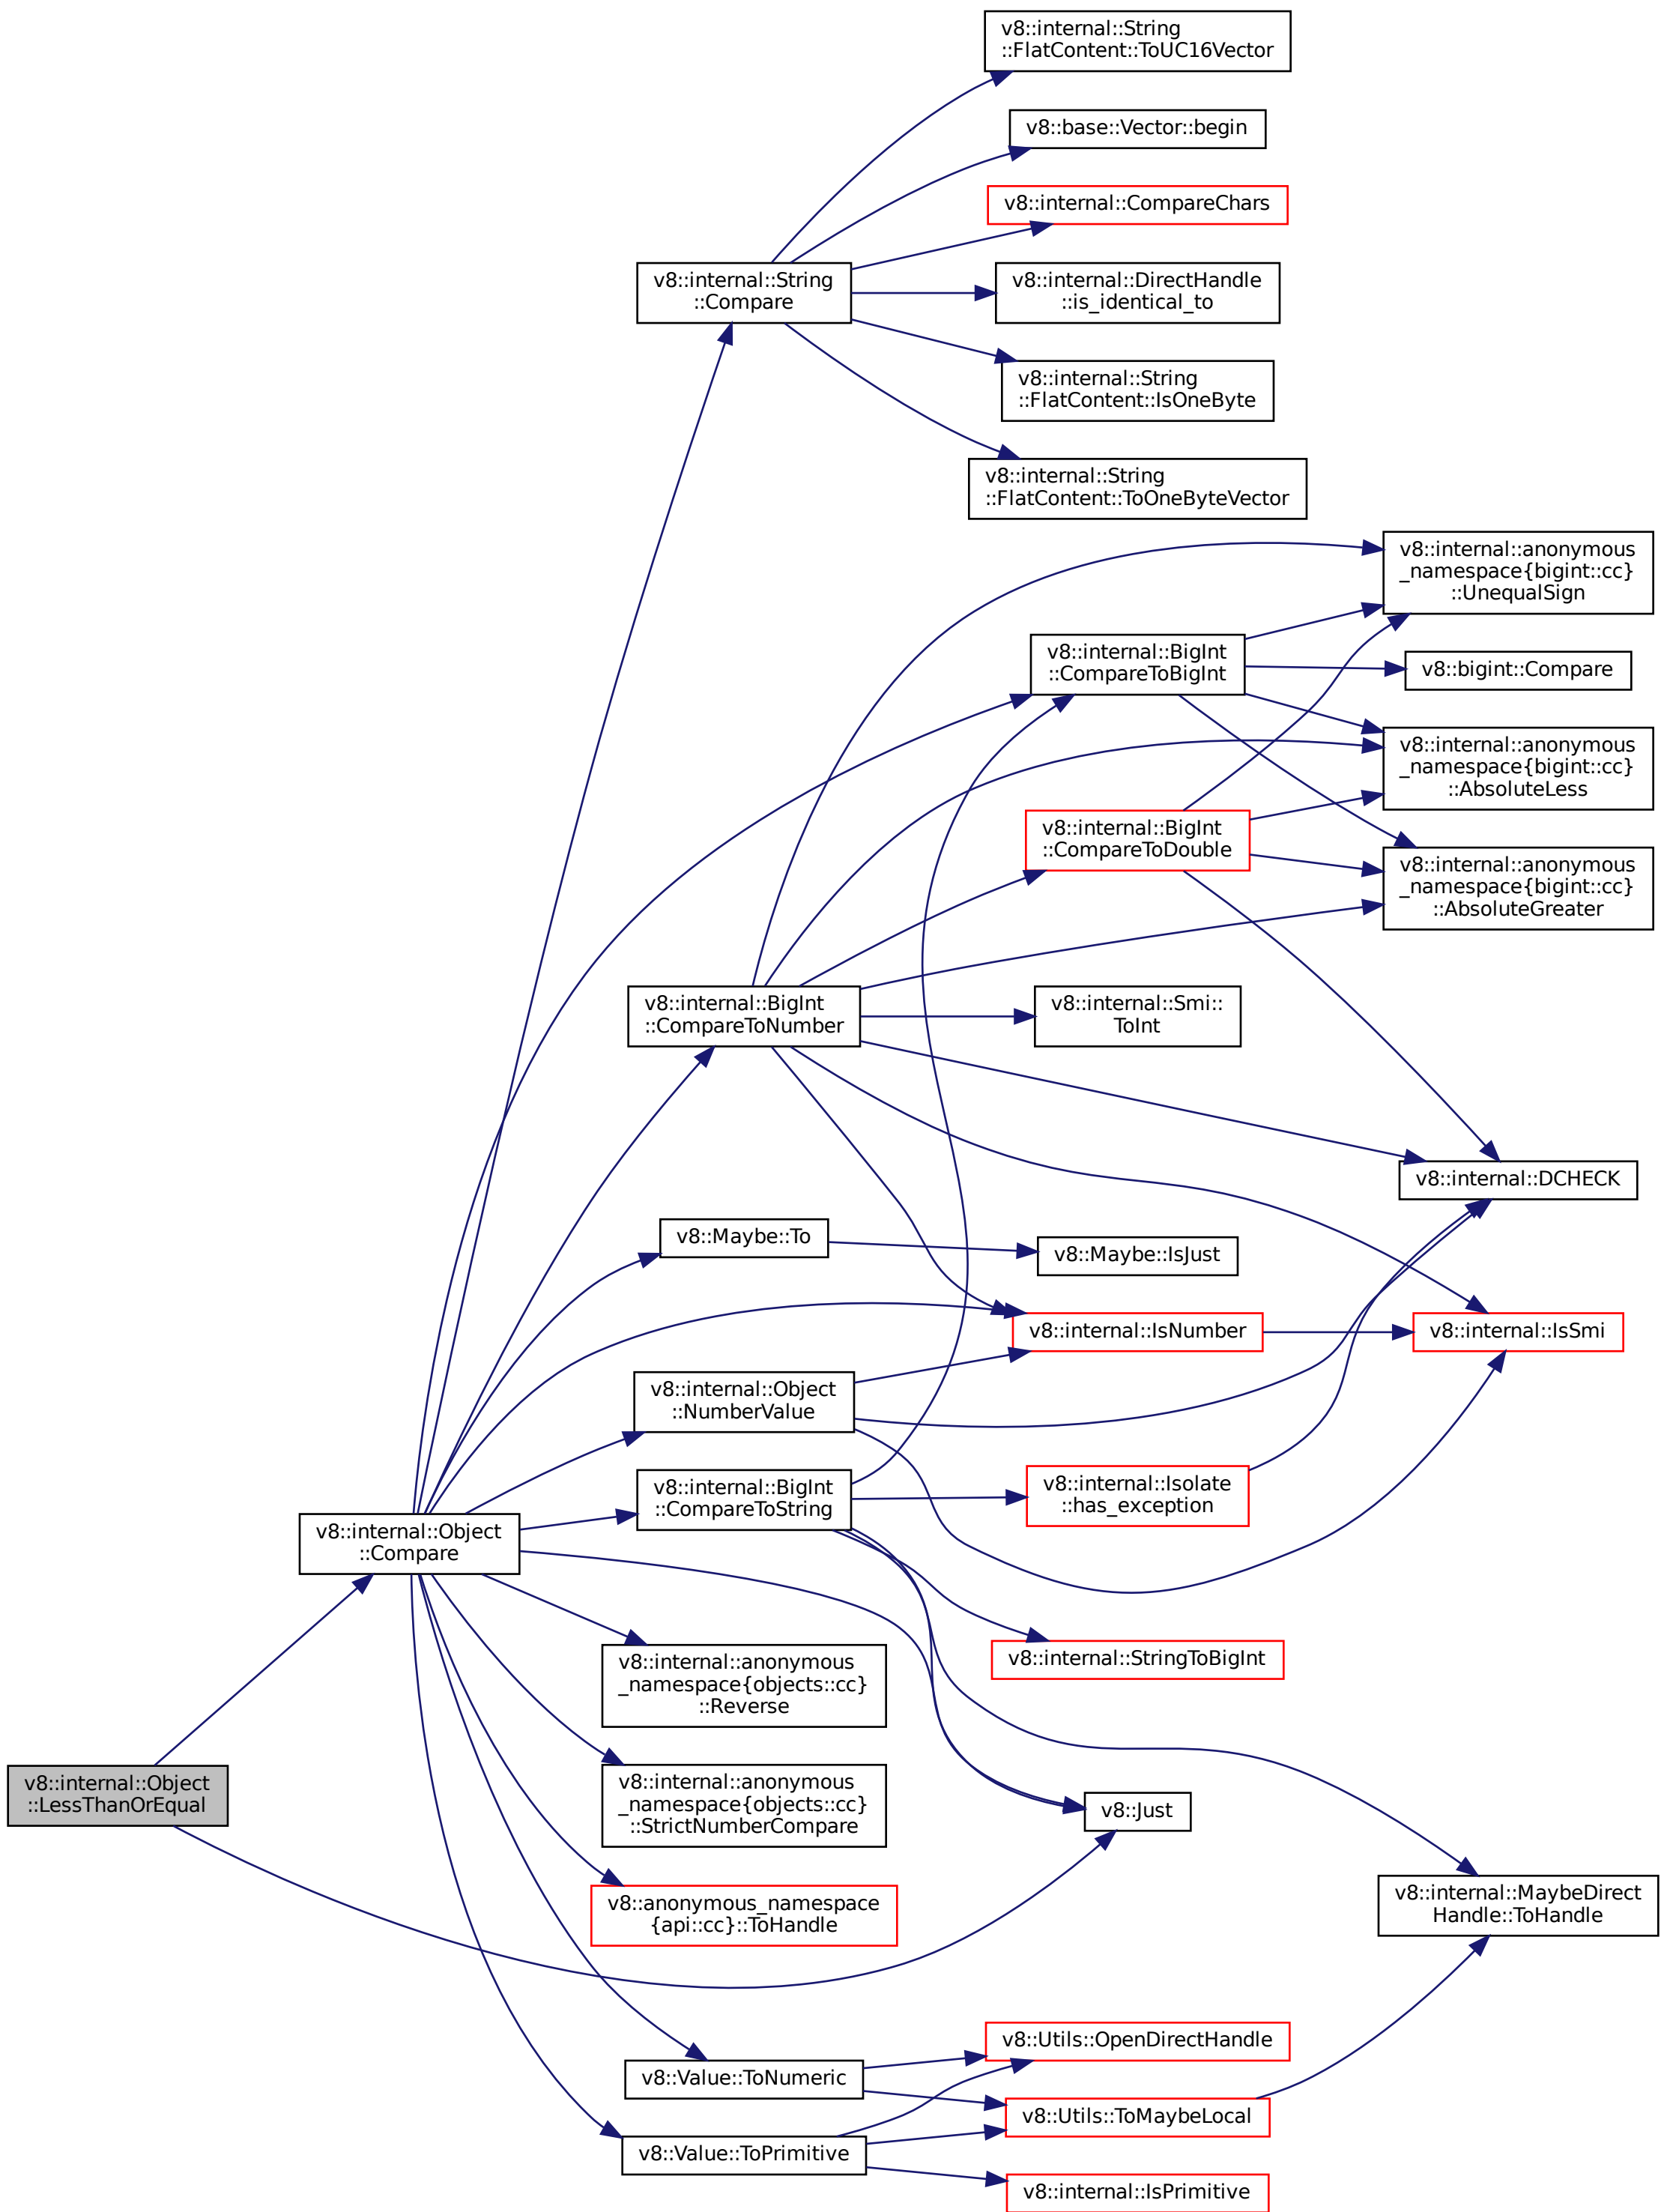 v8::internal::String
::FlatContent::ToUC16Vector
v8::base::Vector::begin
v8::internal::CompareChars
v8::internal::String
::Compare
v8::internal::DirectHandle
::is_identical_to
v8::internal::String
::FlatContent::IsOneByte
v8::internal::String
::FlatContent::ToOneByteVector
v8::internal::anonymous
_namespace{bigint::cc}
::UnequalSign
v8::internal::BigInt
::CompareToBigInt
v8::bigint::Compare
v8::internal::anonymous
_namespace{bigint::cc}
::AbsoluteLess
v8::internal::BigInt
::CompareToDouble
v8::internal::anonymous
_namespace{bigint::cc}
::AbsoluteGreater
v8::internal::BigInt
::CompareToNumber
v8::internal::Smi::
ToInt
v8::internal::DCHECK
v8::Maybe::To
v8::Maybe::IsJust
v8::internal::IsNumber
v8::internal::IsSmi
v8::internal::Object
::NumberValue
v8::internal::BigInt
::CompareToString
v8::internal::Isolate
::has_exception
v8::internal::Object
::Compare
v8::internal::anonymous
_namespace{objects::cc}
::Reverse
v8::internal::StringToBigInt
v8::internal::Object
::LessThanOrEqual
v8::internal::anonymous
_namespace{objects::cc}
::StrictNumberCompare
v8::Just
v8::anonymous_namespace
{api::cc}::ToHandle
v8::internal::MaybeDirect
Handle::ToHandle
v8::Utils::OpenDirectHandle
v8::Value::ToNumeric
v8::Utils::ToMaybeLocal
v8::Value::ToPrimitive
v8::internal::IsPrimitive